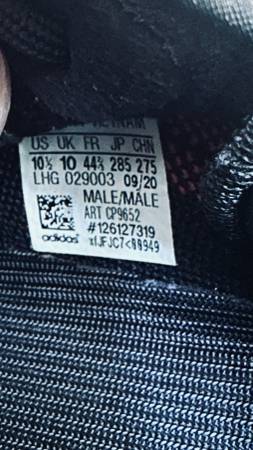 VIETNAM
US UK FR JP CHN
10½ 10 44⅔ 285 275
LHG 029003 09/20
MALE/MÂLE
ART CP9652
#126127319
adidas